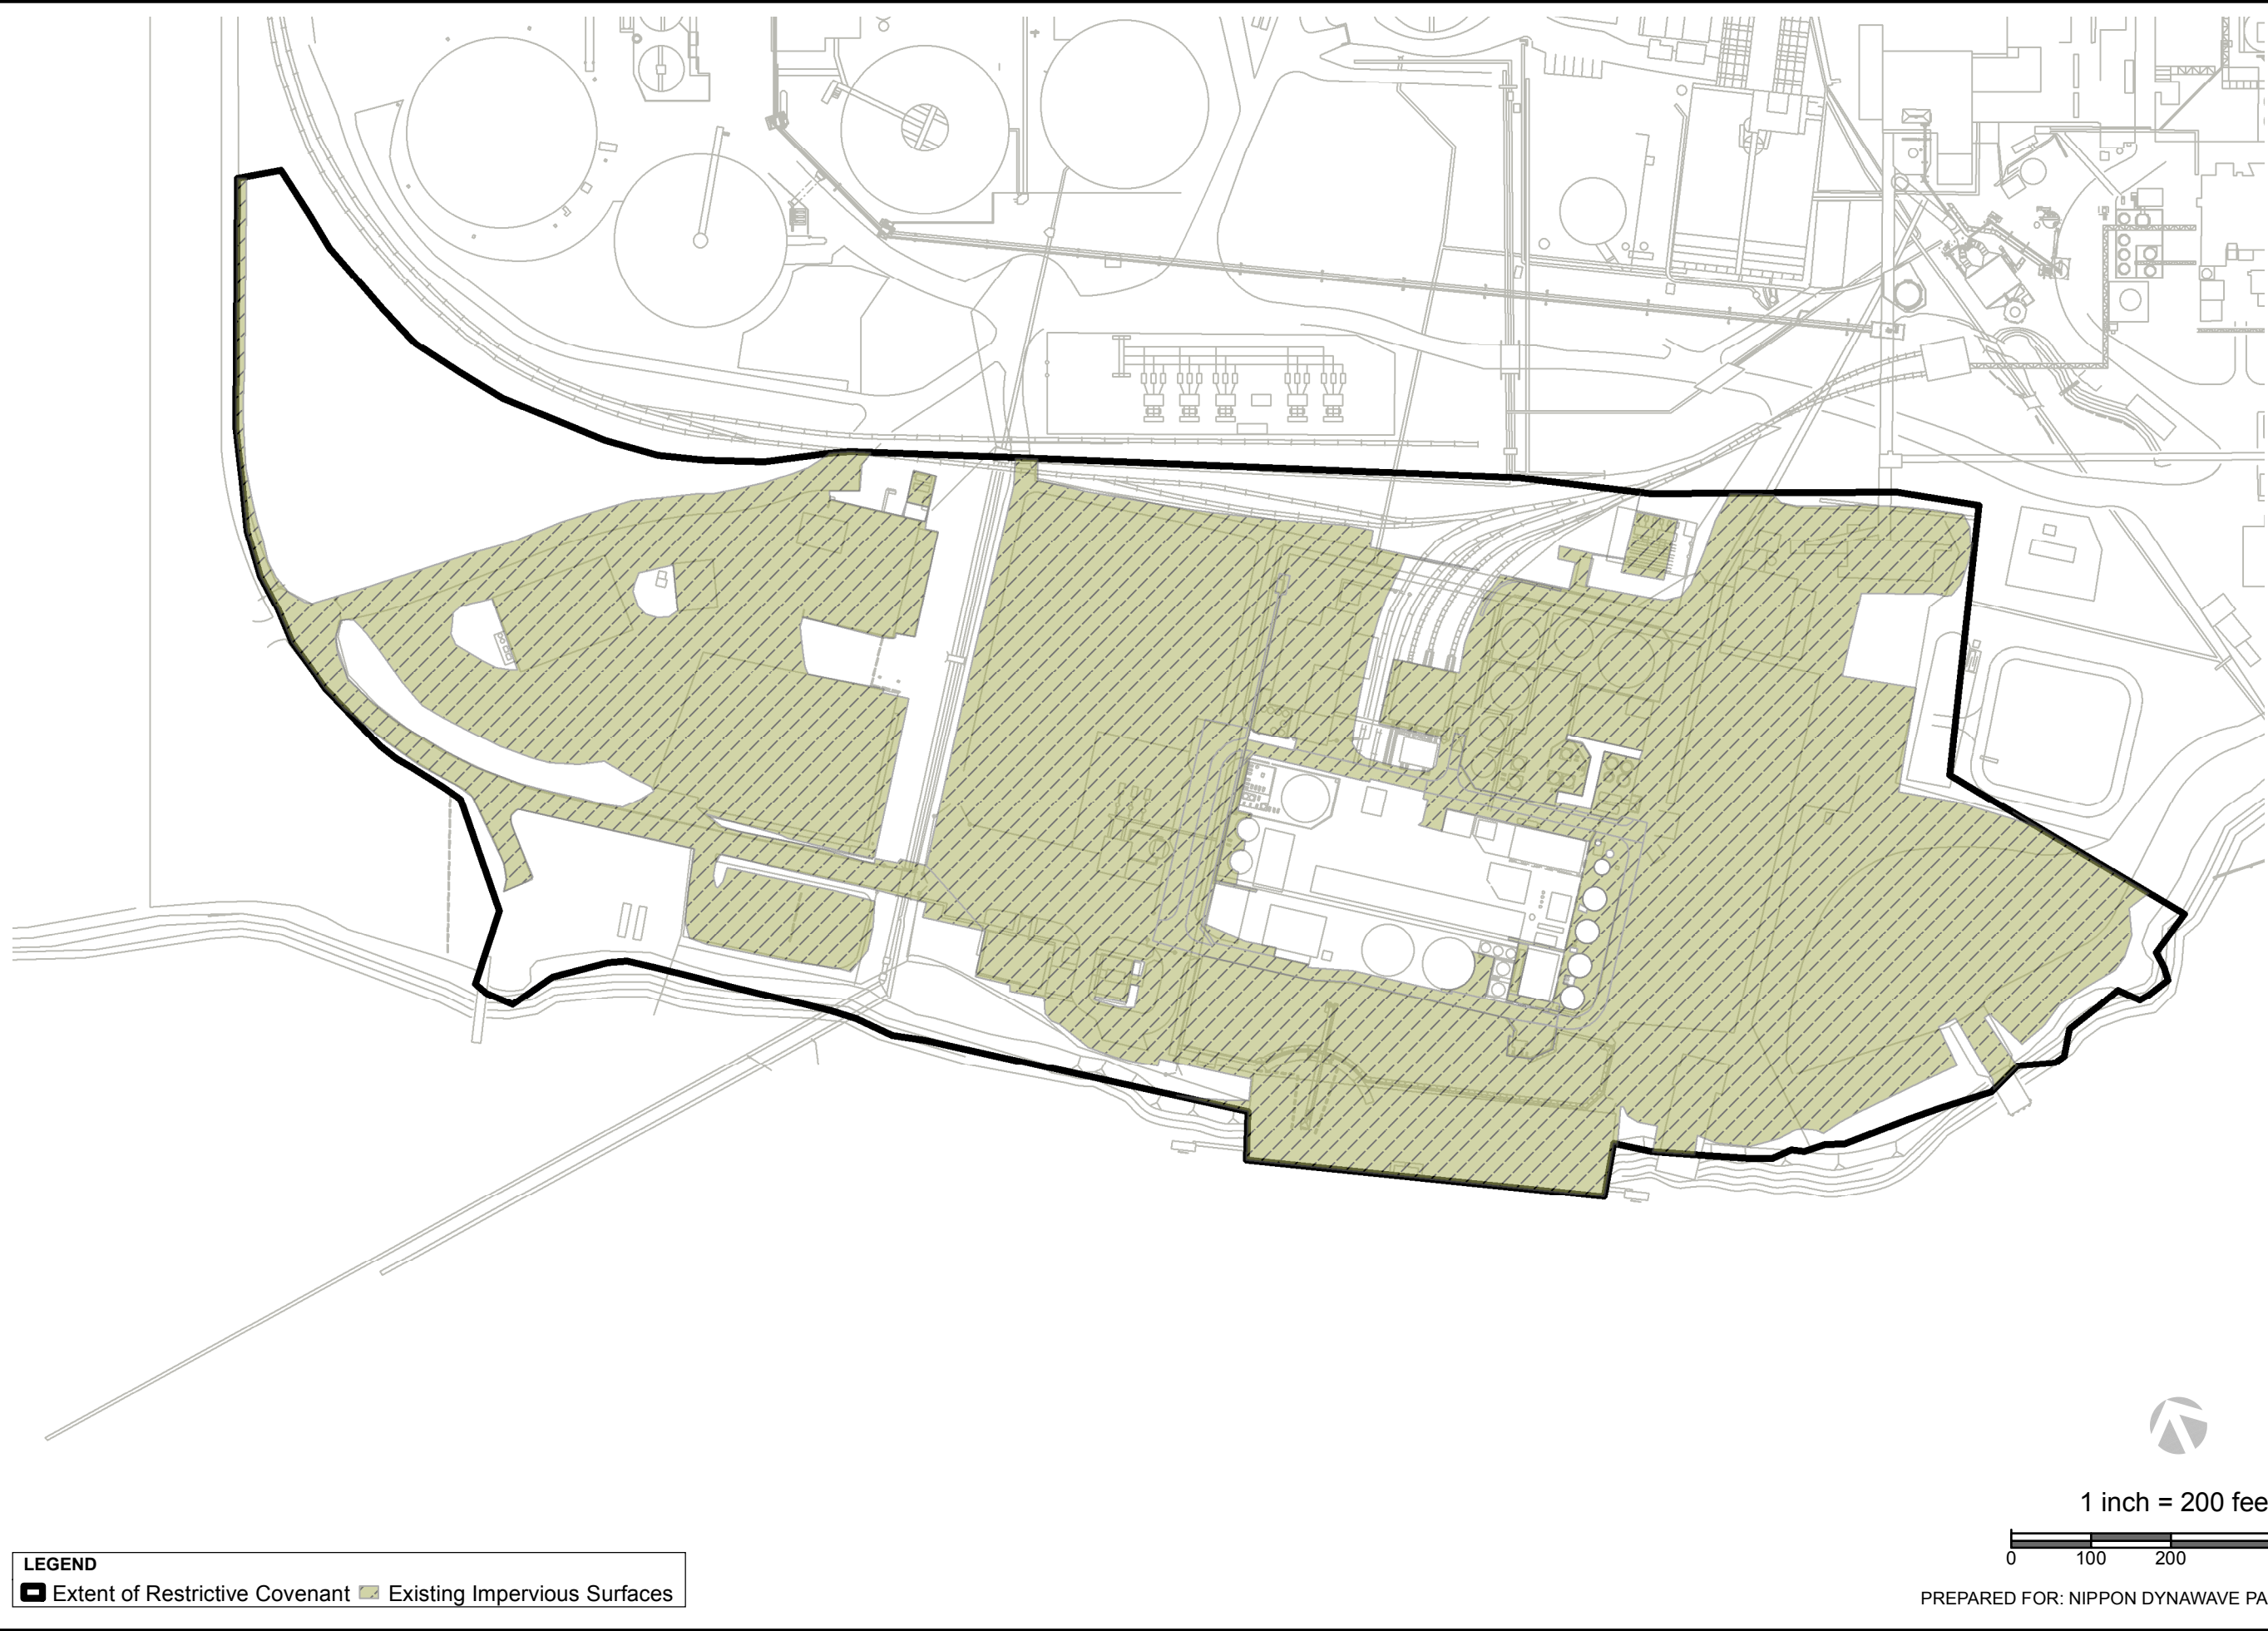 1 inch = 200 fee
0 100 200
LEGEND
Extent of Restrictive Covenant Existing Impervious Surfaces
PREPARED FOR: NIPPON DYNAWAVE PA